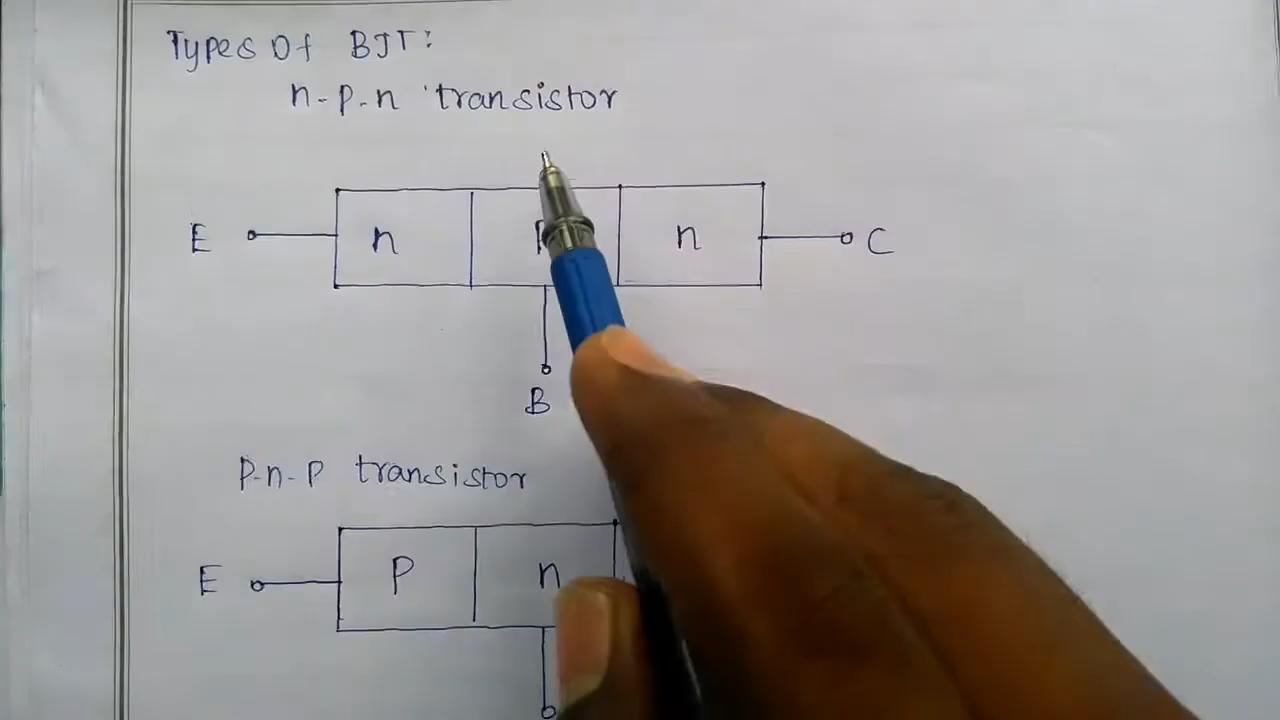 Types Of BJT:
n-p-n transistor
E n n C
B
P-n-P transistor
E P n